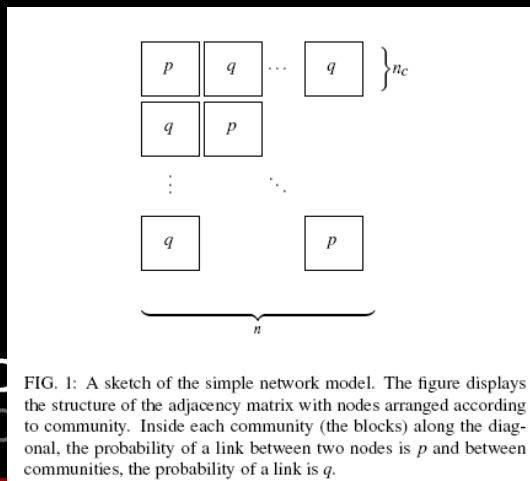 p q ... q }n_c
q p
⋮ ⋱
q p
n
FIG. 1: A sketch of the simple network model. The figure displays
the structure of the adjacency matrix with nodes arranged according
to community. Inside each community (the blocks) along the diag-
onal, the probability of a link between two nodes is p and between
communities, the probability of a link is q.